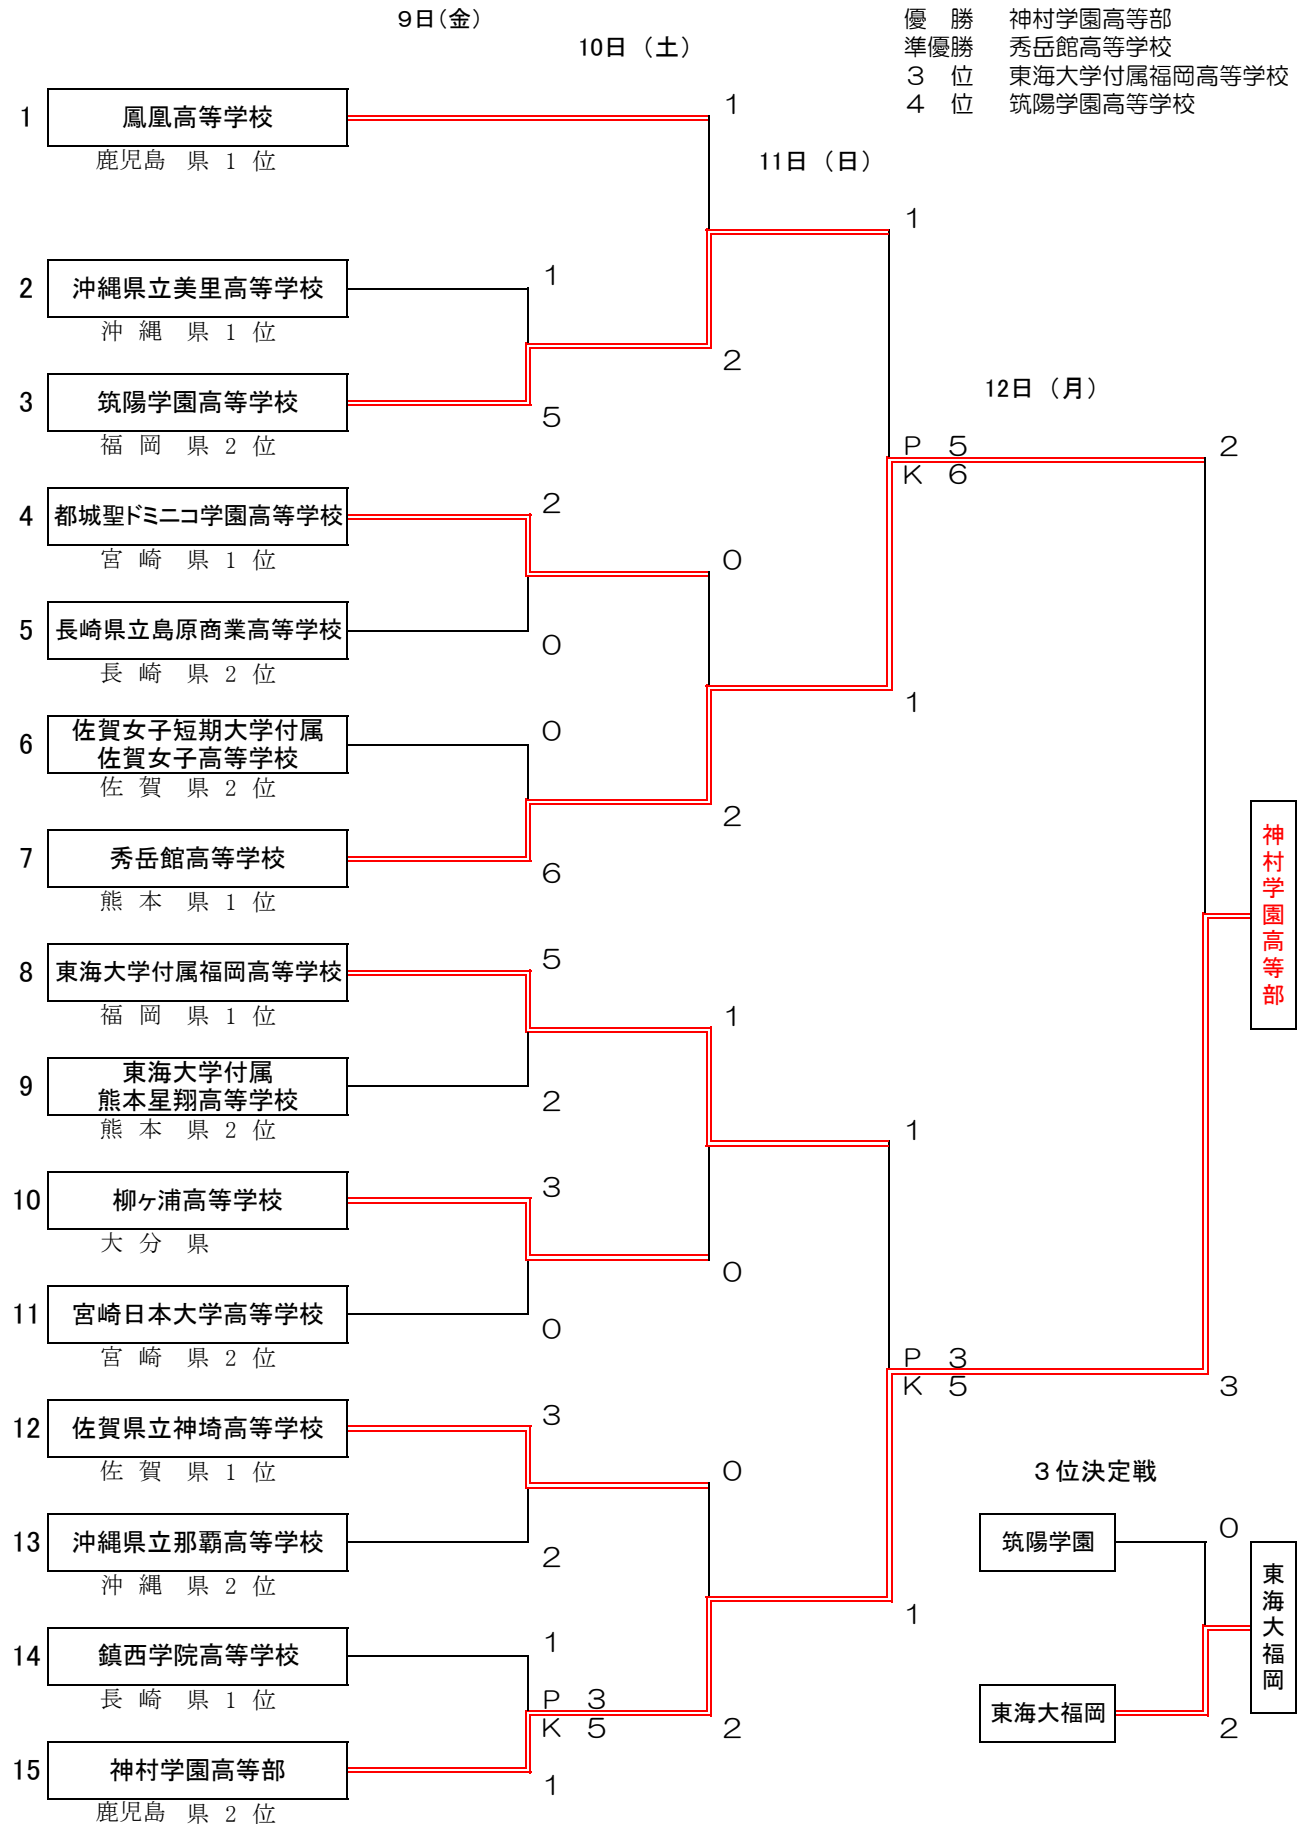 9日（金）
10日（土）
優　勝　神村学園高等部
準優勝　秀岳館高等学校
３　位　東海大学付属福岡高等学校
４　位　筑陽学園高等学校
11日（日）
12日（月）
1 鳳凰高等学校
鹿児島 県 1 位
1
1
2 沖縄県立美里高等学校
沖縄 県 1 位
1
2
3 筑陽学園高等学校
福岡 県 2 位
5
P 5
K 6
2
4 都城聖ドミニコ学園高等学校
宮崎 県 1 位
2
0
5 長崎県立島原商業高等学校
長崎 県 2 位
0
1
6 佐賀女子短期大学付属
佐賀女子高等学校
佐賀 県 2 位
0
2
7 秀岳館高等学校
熊本 県 1 位
6
神村学園高等部
8 東海大学付属福岡高等学校
福岡 県 1 位
5
1
9 東海大学付属
熊本星翔高等学校
熊本 県 2 位
2
1
10 柳ヶ浦高等学校
大分 県
3
0
11 宮崎日本大学高等学校
宮崎 県 2 位
0
P 3
K 5
3
12 佐賀県立神埼高等学校
佐賀 県 1 位
3
0
13 沖縄県立那覇高等学校
沖縄 県 2 位
2
1
14 鎮西学院高等学校
長崎 県 1 位
1
P 3
K 5
2
15 神村学園高等部
鹿児島 県 2 位
1
３位決定戦
筑陽学園
0
東海大福岡
東海大福岡
2